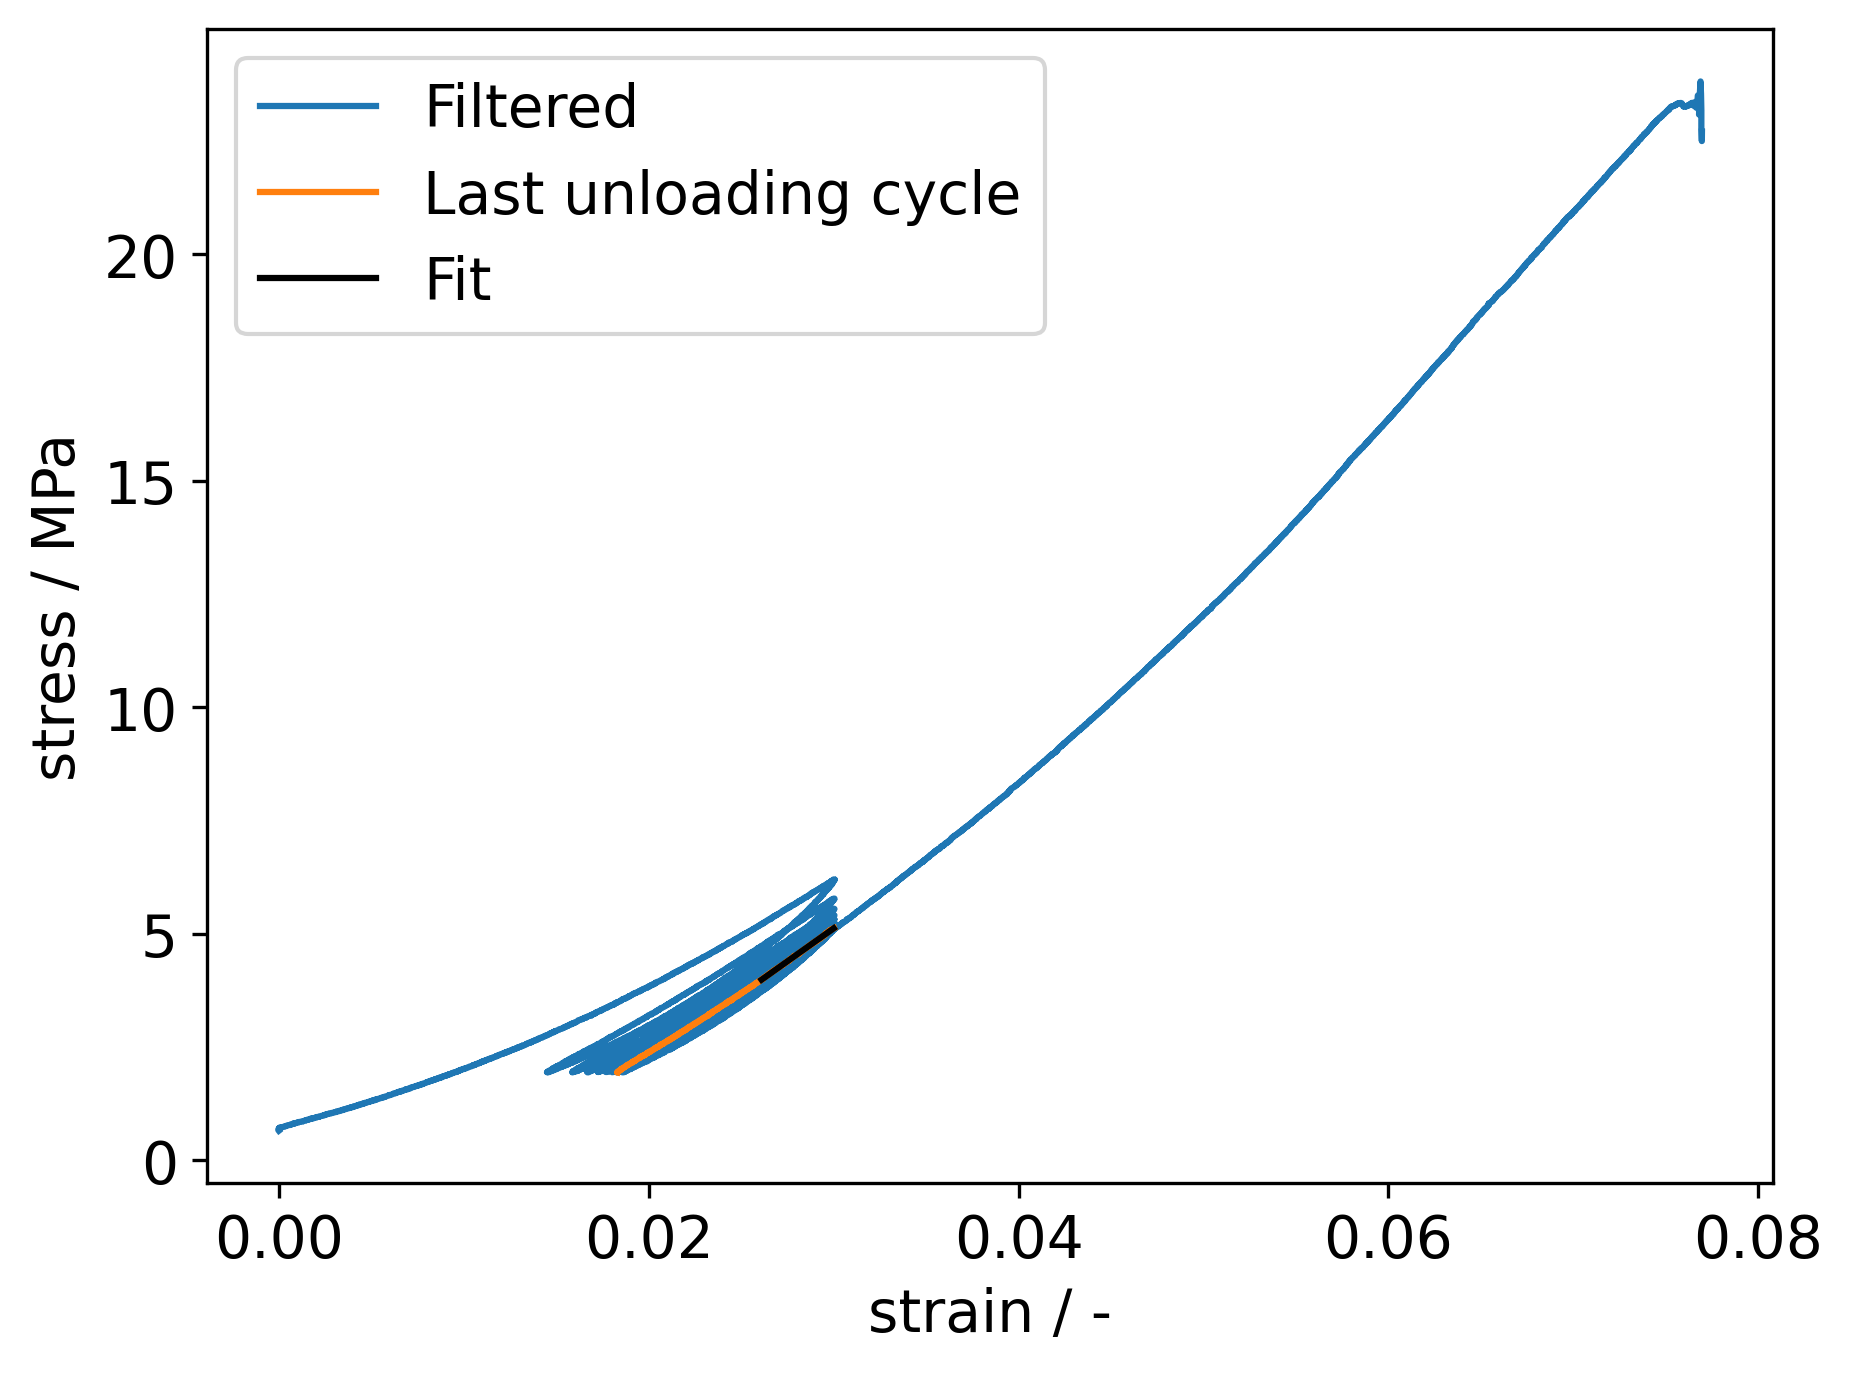 Filtered
Last unloading cycle
Fit
stress / MPa
20
15
10
5
0
0.00 0.02 0.04 0.06 0.08
strain / -